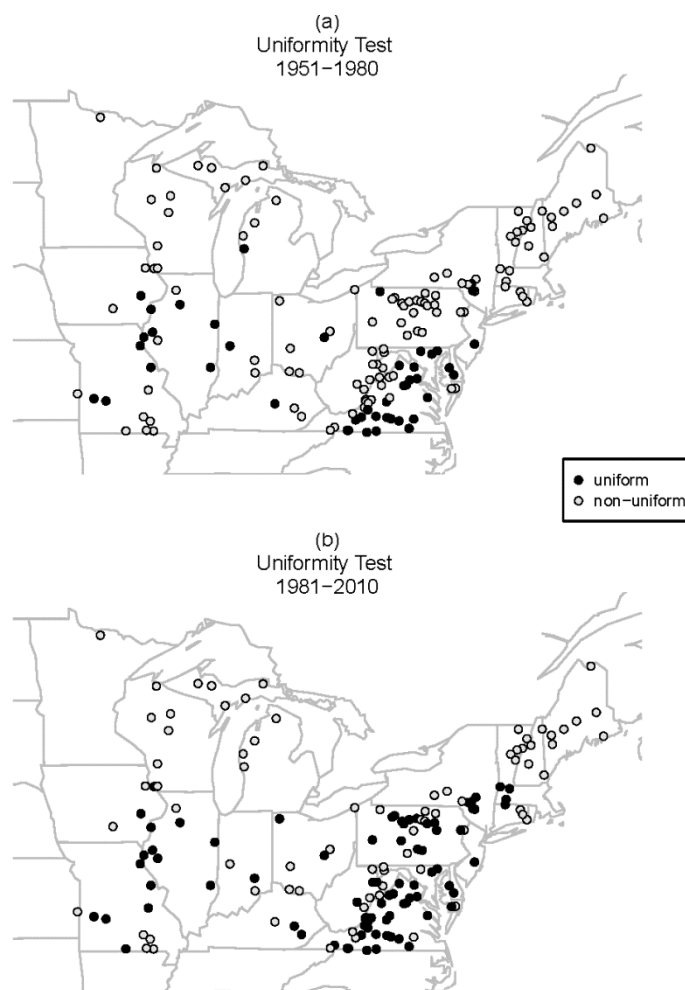 (a)
Uniformity Test
1951−1980
uniform
non−uniform
(b)
Uniformity Test
1981−2010